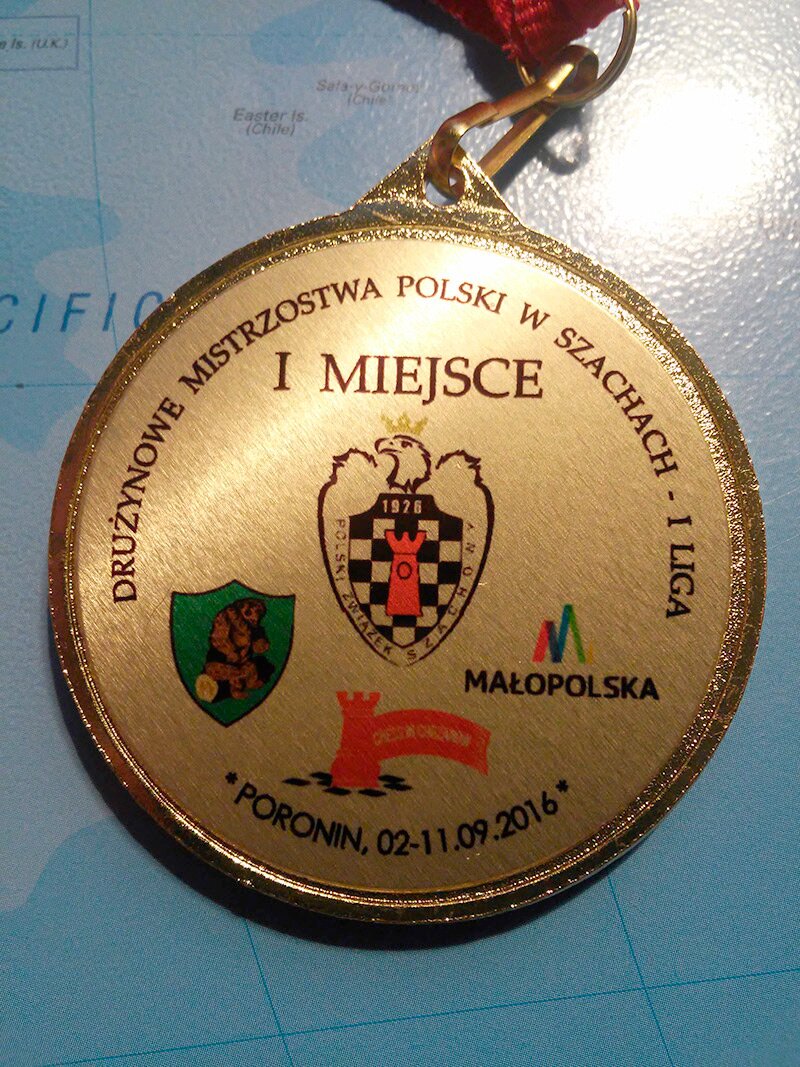 e Is. (U.K.)
Sala-y-Gomez
(Chile)
Easter Is.
(Chile)
CIFIC
DRUŻYNOWE MISTRZOSTWA POLSKI W SZACHACH - I LIGA
I MIEJSCE
1926
POLSKI ZWIĄZEK SZACHOWY
MAŁOPOLSKA
* PORONIN, 02-11.09.2016 *